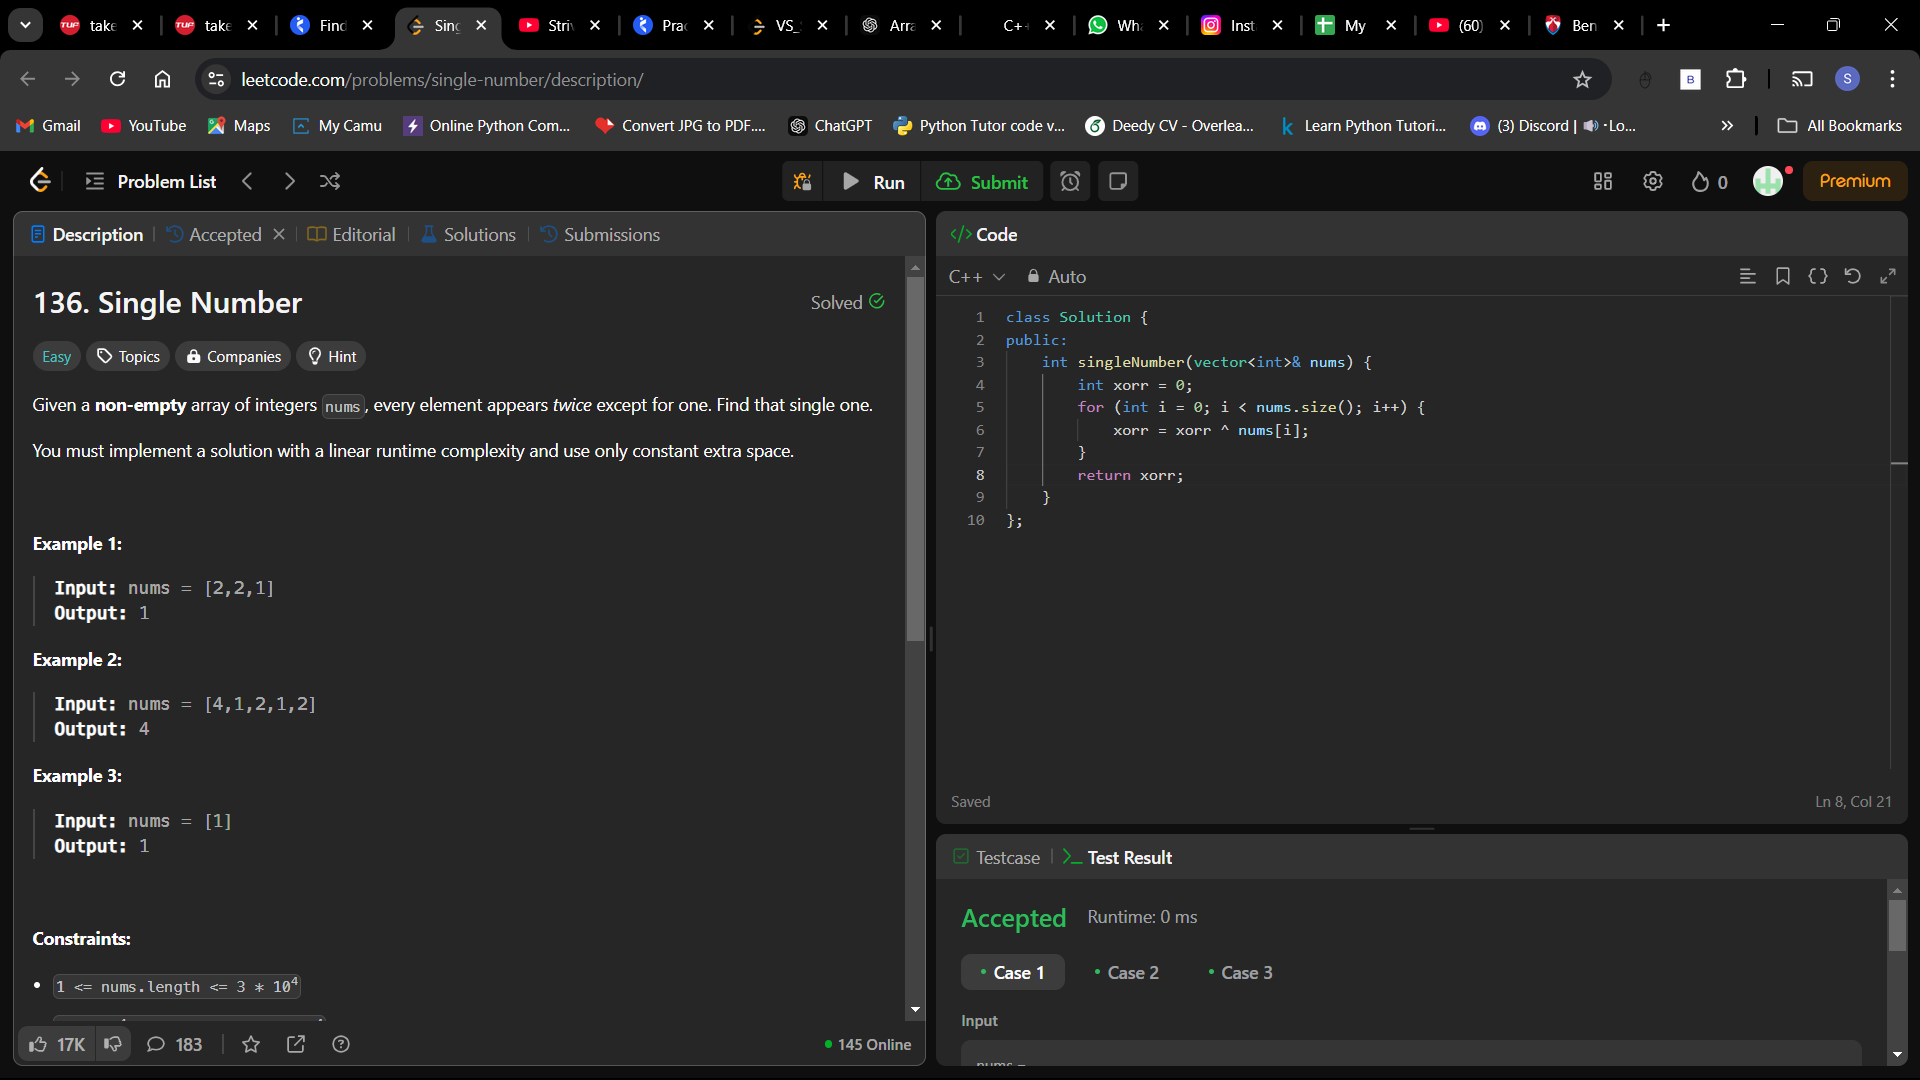 take
take
Find
Sing
Striv
Prac
VS_
Arra
C++
Wha
Inst
My
(60)
Ben
leetcode.com/problems/single-number/description/
B
S
Gmail
YouTube
Maps
My Camu
Online Python Com...
Convert JPG to PDF....
ChatGPT
Python Tutor code v...
Deedy CV - Overlea...
Learn Python Tutori...
(3) Discord | 🔊・Lo...
All Bookmarks
Problem List
Run
Submit
0
Premium
Description
Accepted
Editorial
Solutions
Submissions
136. Single Number
Solved
Easy
Topics
Companies
Hint
Given a non-empty array of integers nums, every element appears twice except for one. Find that single one.
You must implement a solution with a linear runtime complexity and use only constant extra space.
Example 1:
Input: nums = [2,2,1]
Output: 1
Example 2:
Input: nums = [4,1,2,1,2]
Output: 4
Example 3:
Input: nums = [1]
Output: 1
Constraints:
• 1 <= nums.length <= 3 * 10⁴
17K
183
145 Online
</> Code
C++
Auto
1 class Solution {
2 public:
3 int singleNumber(vector<int>& nums) {
4 int xorr = 0;
5 for (int i = 0; i < nums.size(); i++) {
6 xorr = xorr ^ nums[i];
7 }
8 return xorr;
9 }
10 };
Saved
Ln 8, Col 21
Testcase
Test Result
Accepted
Runtime: 0 ms
Case 1
Case 2
Case 3
Input
nums =